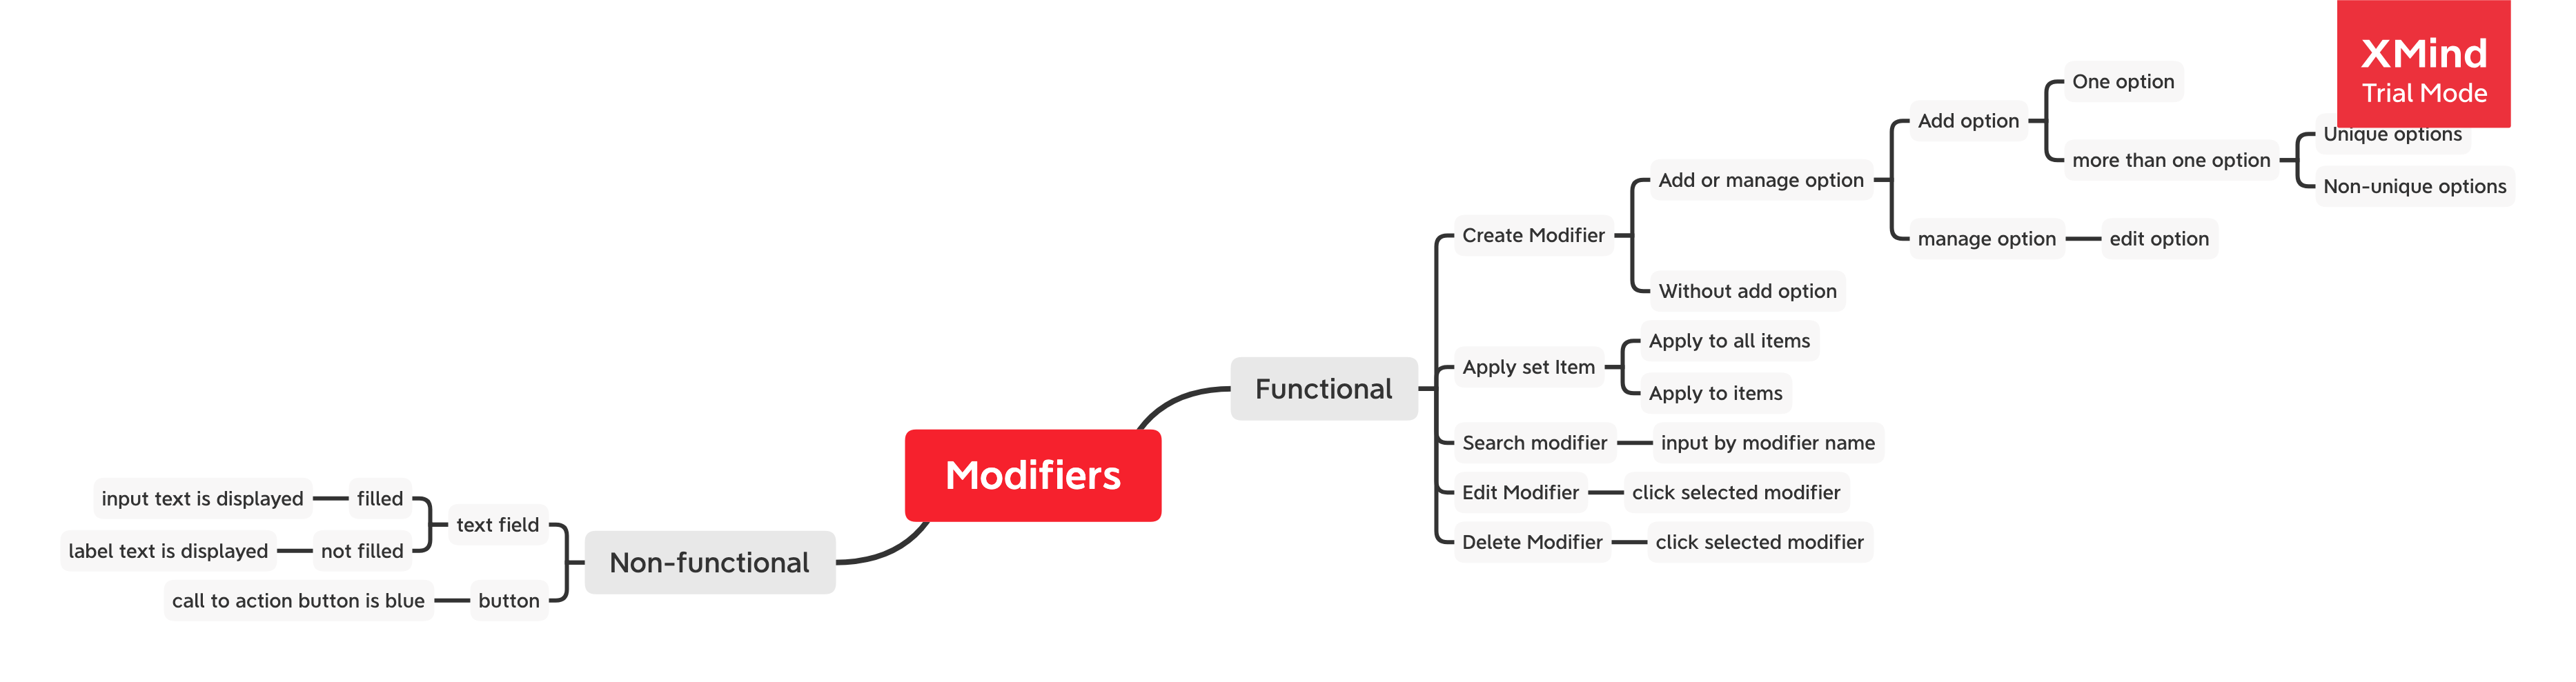 XMind
Trial Mode
One option
Add option
Unique options
more than one option
Add or manage option
Non-unique options
Create Modifier
manage option
edit option
Without add option
Apply to all items
Apply set Item
Functional
Apply to items
Search modifier
input by modifier name
Modifiers
Edit Modifier
click selected modifier
input text is displayed
filled
text field
Delete Modifier
click selected modifier
label text is displayed
not filled
Non-functional
call to action button is blue
button